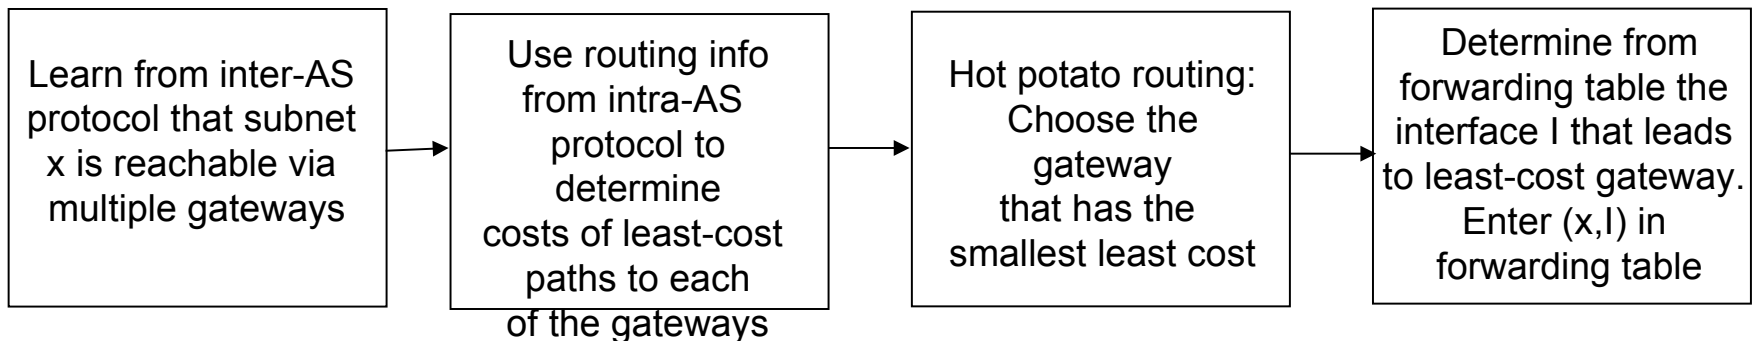 Learn from inter-AS
protocol that subnet
x is reachable via
multiple gateways
Use routing info
from intra-AS
protocol to
determine
costs of least-cost
paths to each
of the gateways
Hot potato routing:
Choose the
gateway
that has the
smallest least cost
Determine from
forwarding table the
interface I that leads
to least-cost gateway.
Enter (x,I) in
forwarding table